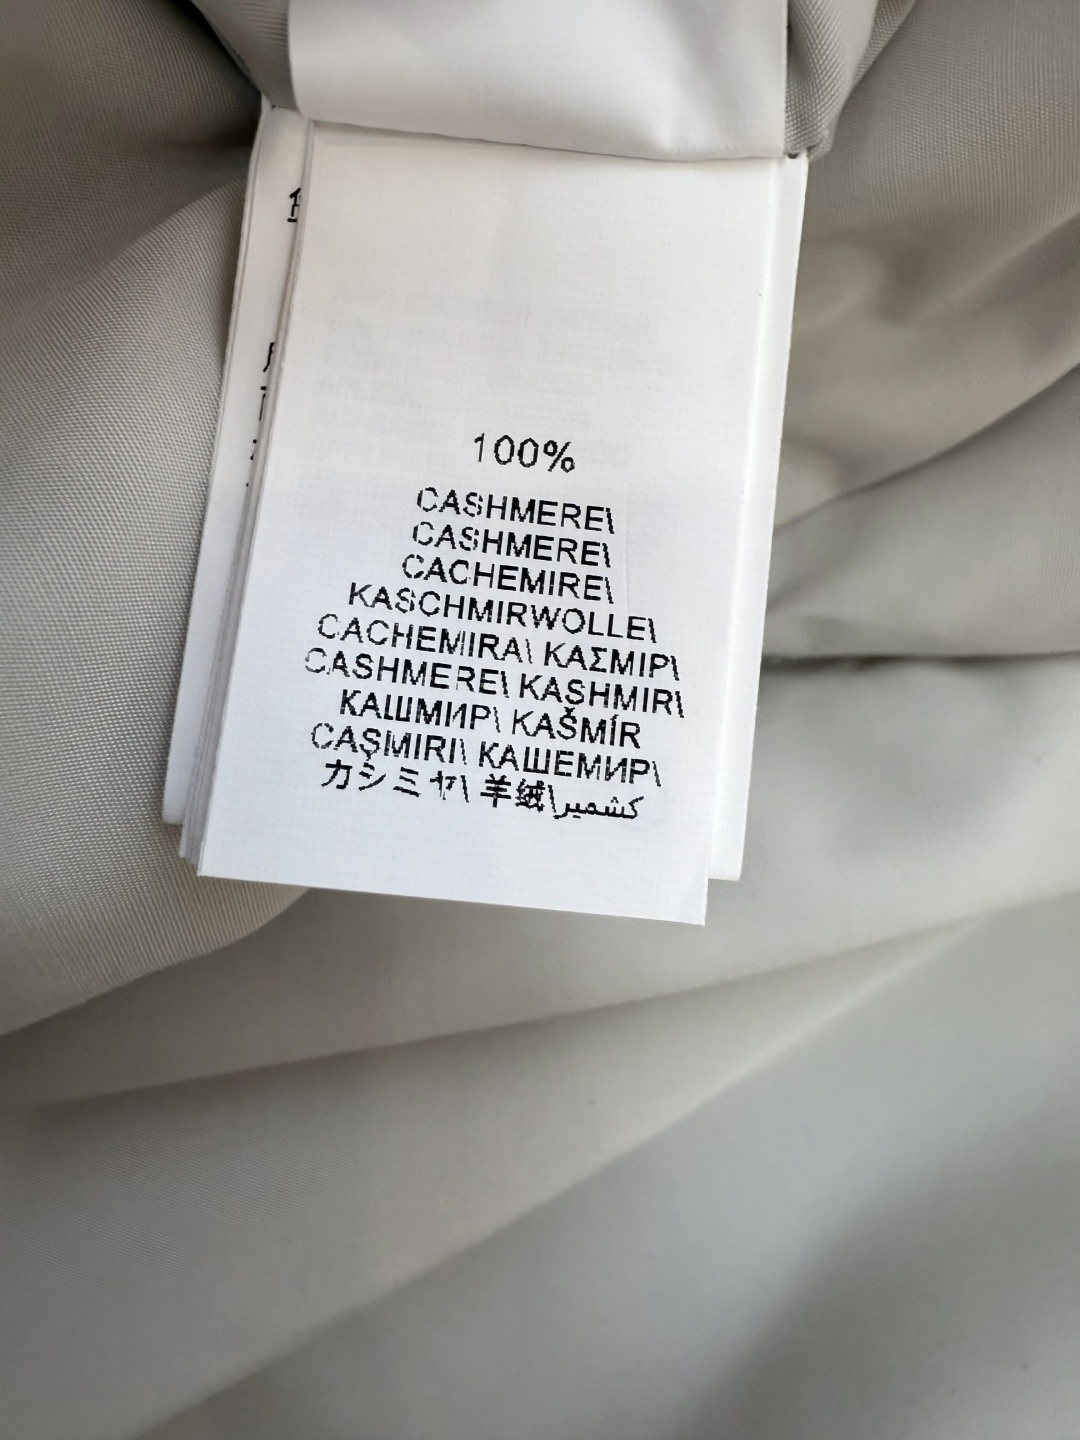 100%
CASHMERE\
CASHMERE\
CACHEMIRE\
KASCHMIRWOLLE\
CACHEMIRA\ ΚΑΣΜΙΡ\
CASHMERE\ KAŞHMIR\
КАШМИР\ KAŠMÍR
CAŞMIRI\ КАШЕМИР\
カシミヤ\ 羊绒\كشمير